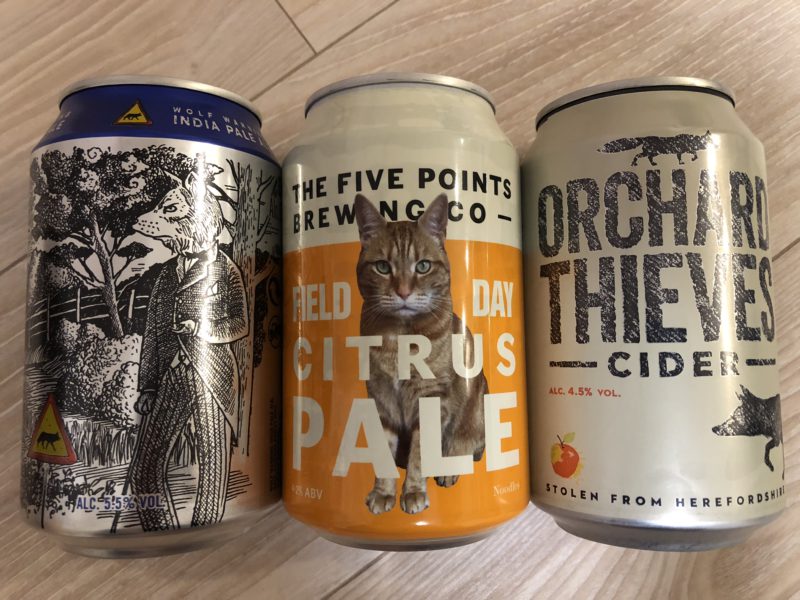 WOLF WAR
INDIA PALE
ALC. 5.5% VOL
THE FIVE POINTS
BREWING CO —
FIELD DAY
CITRUS
PALE
ABV
Noodles
ORCHARD
THIEVES
— CIDER —
ALC. 4.5% VOL.
STOLEN FROM HEREFORDSHIRE